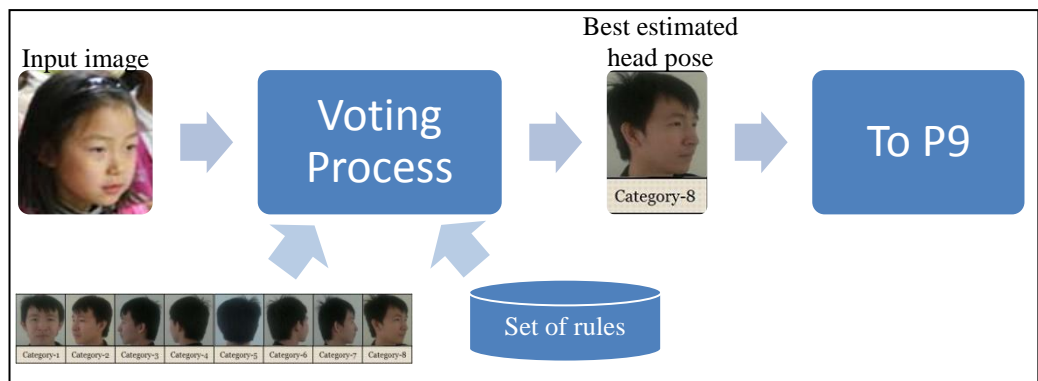 Input image
Voting
Process
Best estimated
head pose
Category-8
To P9
Category-1
Category-2
Category-3
Category-4
Category-5
Category-6
Category-7
Category-8
Set of rules